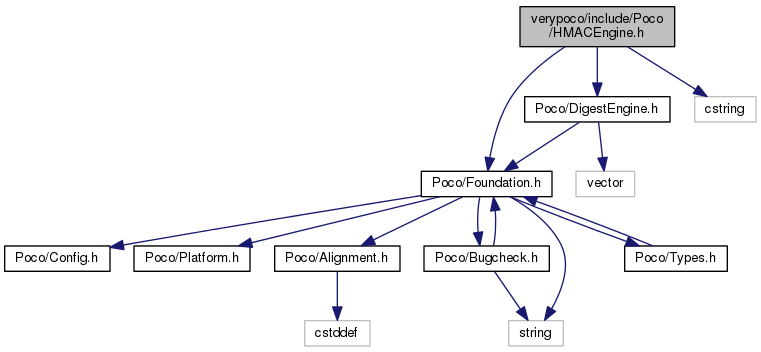 verypoco/include/Poco
/HMACEngine.h
Poco/DigestEngine.h
cstring
Poco/Foundation.h
vector
Poco/Config.h
Poco/Platform.h
Poco/Alignment.h
Poco/Bugcheck.h
Poco/Types.h
cstddef
string